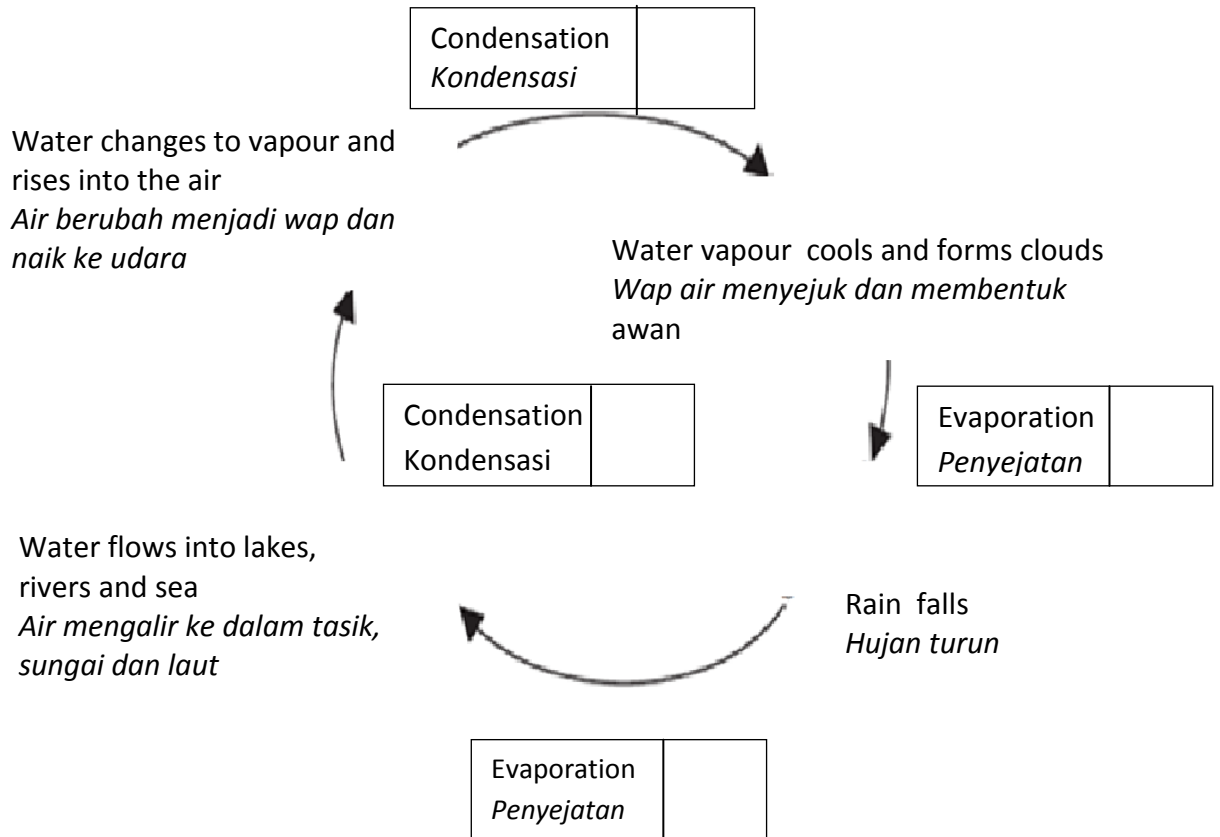 Condensation
Kondensasi
Water changes to vapour and
rises into the air
Air berubah menjadi wap dan
naik ke udara
Water vapour cools and forms clouds
Wap air menyejuk dan membentuk
awan
Condensation
Kondensasi
Evaporation
Penyejatan
Water flows into lakes,
rivers and sea
Air mengalir ke dalam tasik,
sungai dan laut
Rain falls
Hujan turun
Evaporation
Penyejatan